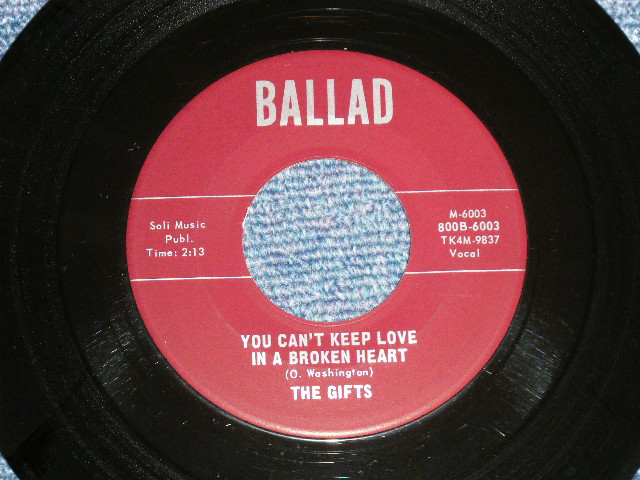 BALLAD
Soli Music
Publ.
Time: 2:13
M-6003
800B-6003
TK4M-9837
Vocal
YOU CAN'T KEEP LOVE
IN A BROKEN HEART
(O. Washington)
THE GIFTS